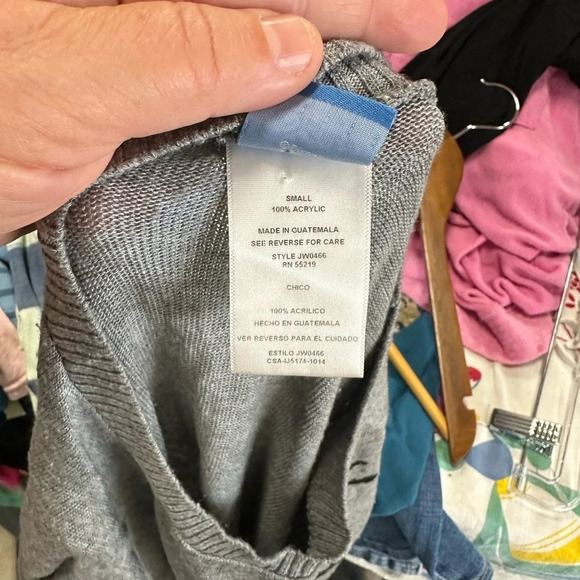 SMALL
100% ACRYLIC
MADE IN GUATEMALA
SEE REVERSE FOR CARE
STYLE JW0466
RN 55219
CHICO
100% ACRILICO
HECHO EN GUATEMALA
VER REVERSO PARA EL CUIDADO
ESTILO JW0466
CSA-IJ5174-1014